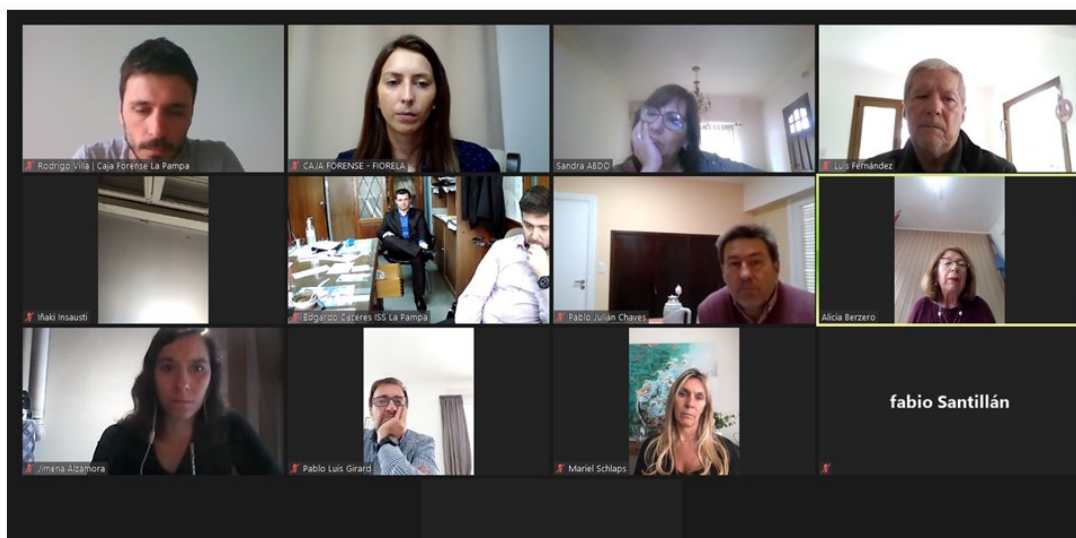 Rodrigo Villa | Caja Forense La Pampa
CAJA FORENSE - FIORELA
Sandra ABDO
Luis Fernández
Iñaki Insausti
Edgardo Cáceres ISS La Pampa
Pablo Julián Chaves
Alicia Berzero
Jimena Alzamora
Pablo Luis Girard
Mariel Schlaps
fabio Santillán